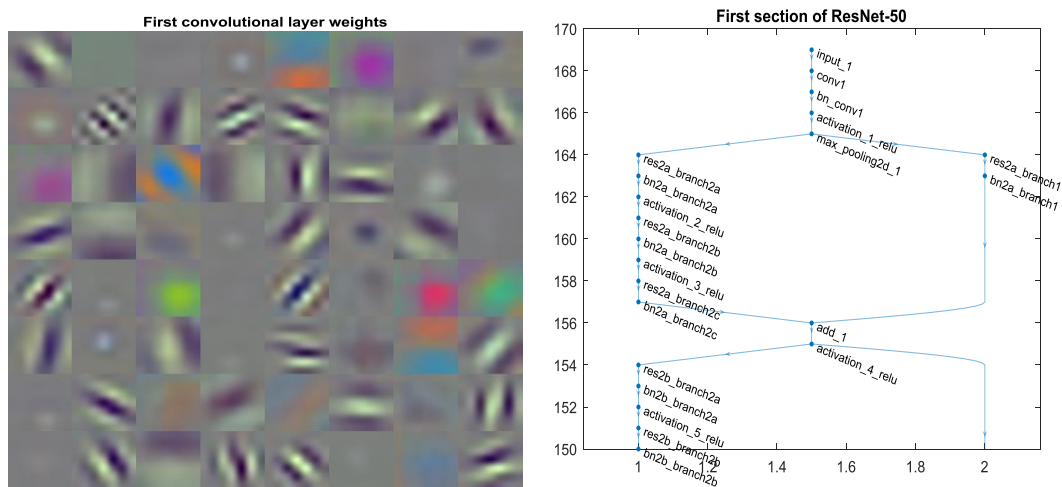 First convolutional layer weights
First section of ResNet-50
170
168
166
164
162
160
158
156
154
152
150
input_1
conv1
bn_conv1
activation_1_relu
max_pooling2d_1
res2a_branch2a
bn2a_branch2a
activation_2_relu
res2a_branch2b
bn2a_branch2b
activation_3_relu
res2a_branch2c
bn2a_branch2c
res2a_branch1
bn2a_branch1
add_1
activation_4_relu
res2b_branch2a
bn2b_branch2a
activation_5_relu
res2b_branch2b
bn2b_branch2b
1
1.2
1.4
1.6
1.8
2